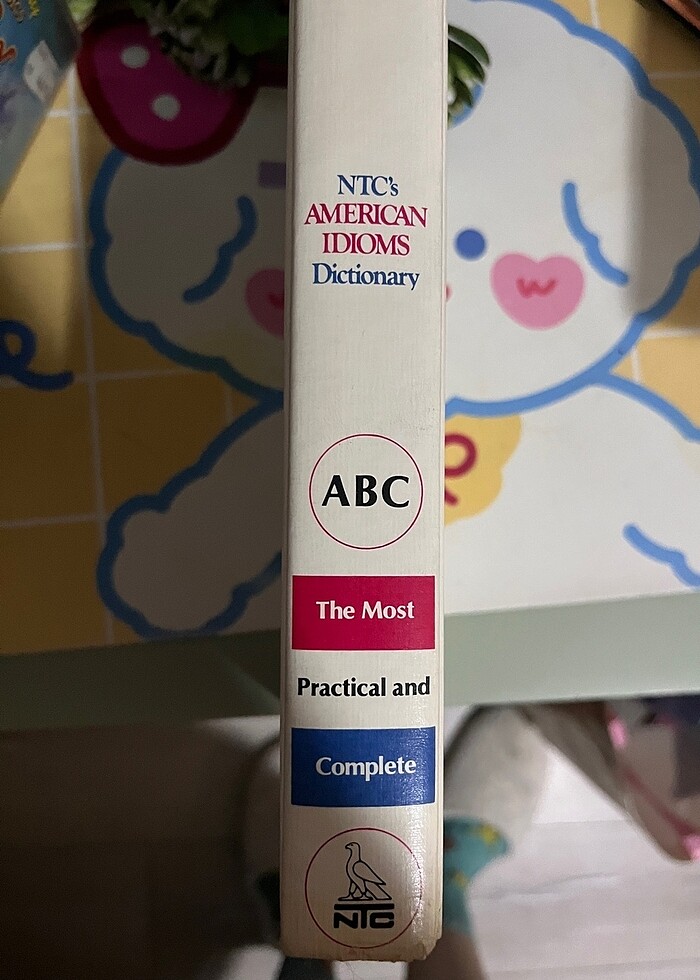 NTC's
AMERICAN
IDIOMS
Dictionary
ABC
The Most
Practical and
Complete
NTC